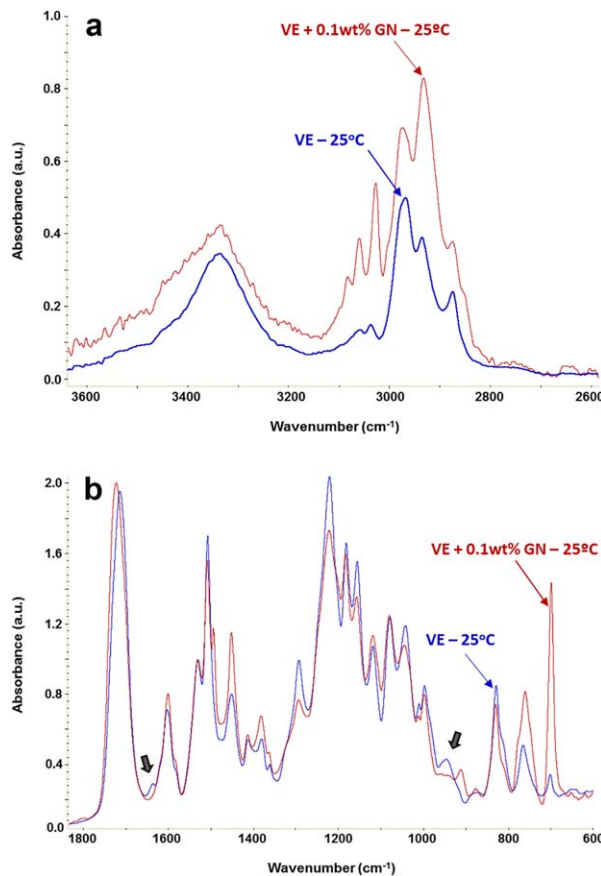 a
VE + 0.1wt% GN – 25ºC
VE – 25ºC
Absorbance (a.u.)
1.0
0.8
0.6
0.4
0.2
0.0
3600 3400 3200 3000 2800 2600
Wavenumber (cm-1)
b
VE + 0.1wt% GN – 25ºC
VE – 25ºC
Absorbance (a.u.)
2.0
1.6
1.2
0.8
0.4
0.0
1800 1600 1400 1200 1000 800 600
Wavenumber (cm-1)